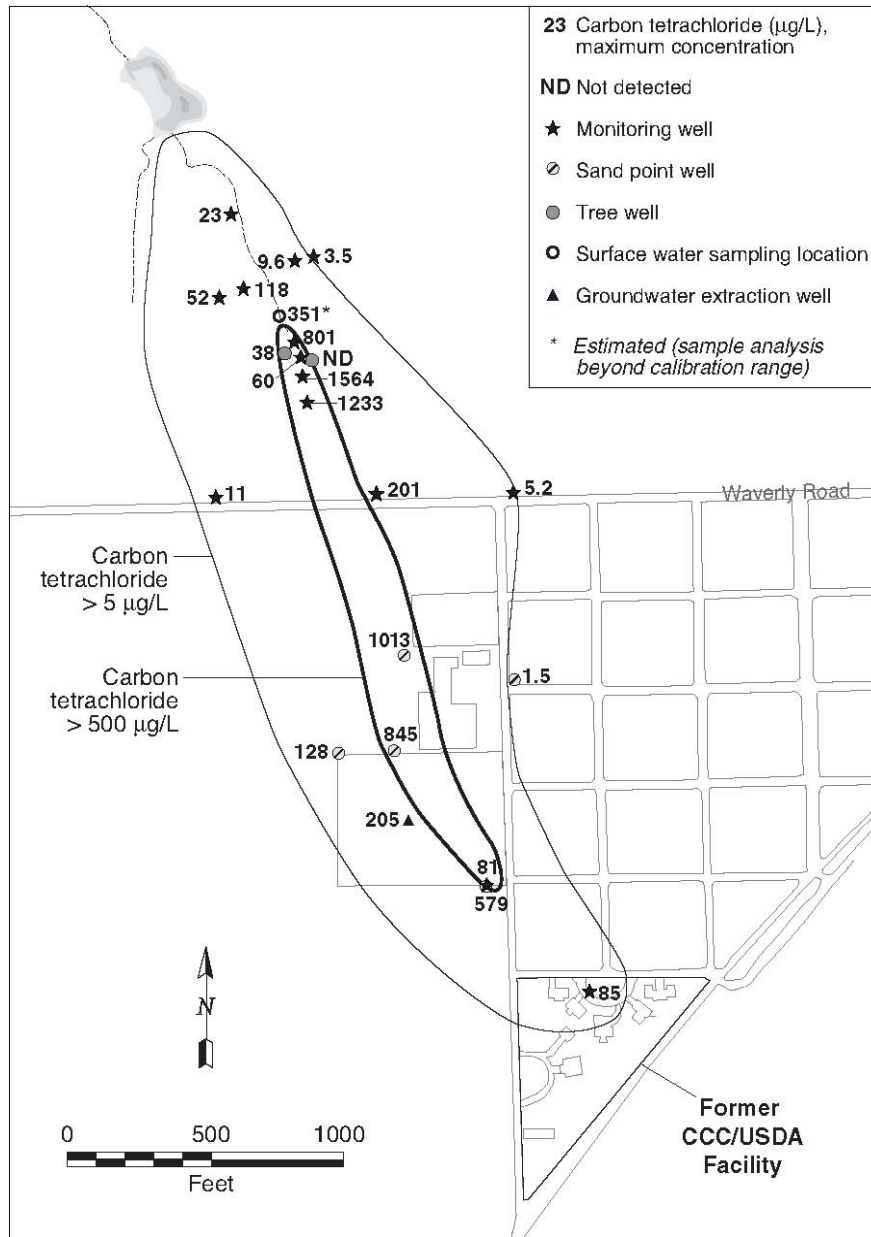 23 Carbon tetrachloride (µg/L),
maximum concentration
ND Not detected
Monitoring well
Sand point well
Tree well
Surface water sampling location
Groundwater extraction well
* Estimated (sample analysis
beyond calibration range)
23
9.6
3.5
52
118
351*
801
38
ND
60
1564
1233
11
201
5.2
Waverly Road
Carbon
tetrachloride
> 5 µg/L
1013
1.5
Carbon
tetrachloride
> 500 µg/L
845
128
205
81
579
85
N
Former
CCC/USDA
Facility
0 500 1000
Feet